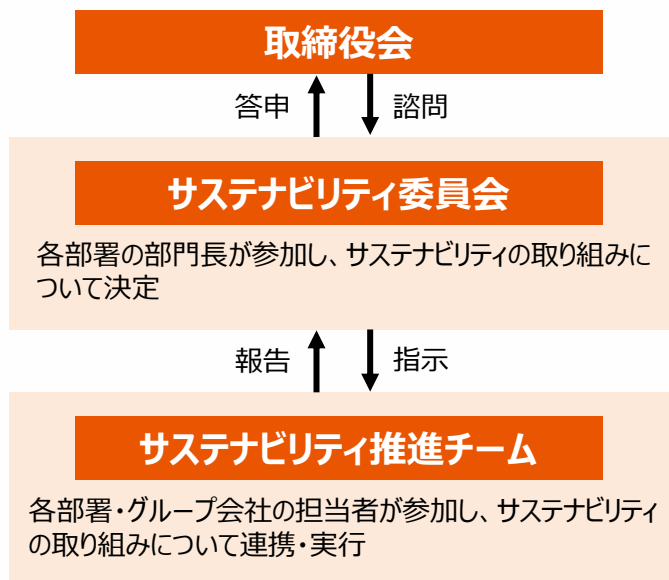 取締役会
答申 諮問
サステナビリティ委員会
各部署の部門長が参加し、サステナビリティの取り組みに
ついて決定
報告 指示
サステナビリティ推進チーム
各部署・グループ会社の担当者が参加し、サステナビリティ
の取り組みについて連携・実行